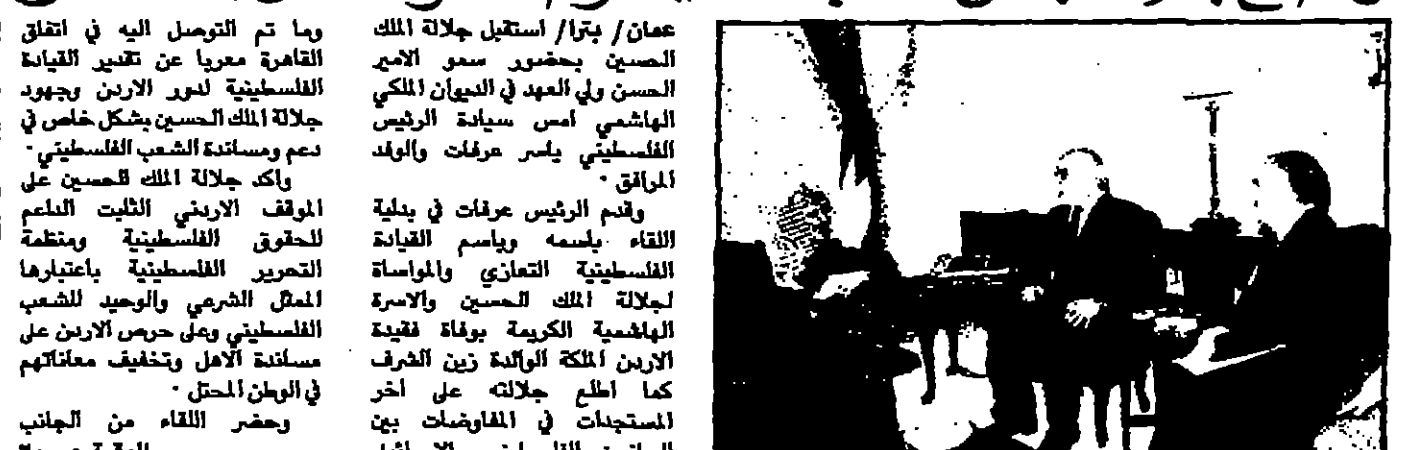 عمان / بترا / استقبل جلالة الملك
الحسين بحضور سمو الامير
الحسن ولي العهد في الديوان الملكي
الهاشمي امس سيادة الرئيس
الفلسطيني ياسر عرفات والوفد
المرافق ٠
وقدم الرئيس عرفات في بداية
اللقاء باسمه وباسم القيادة
الفلسطينية التعازي والمواساة
لجلالة الملك الحسين والاسرة
الهاشمية الكريمة بوفاة فقيدة
الاردن الملكة الوالدة زين الشرف
كما اطلع جلالته على اخر
المستجدات في المفاوضات بين
وما تم التوصل اليه في اتفاق
القاهرة معربا عن تقدير القيادة
الفلسطينية لدور الاردن وجهود
جلالة الملك الحسين بشكل خاص في
دعم ومساندة الشعب الفلسطيني ٠
واكد جلالة الملك الحسين على
الموقف الاردني الثابت الداعم
للحقوق الفلسطينية ومنظمة
التحرير الفلسطينية باعتبارها
الممثل الشرعي والوحيد للشعب
الفلسطيني وعلى حرص الاردن على
مساندة الاهل وتخفيف معاناتهم
في الوطن المحتل ٠
وحضر اللقاء من الجانب